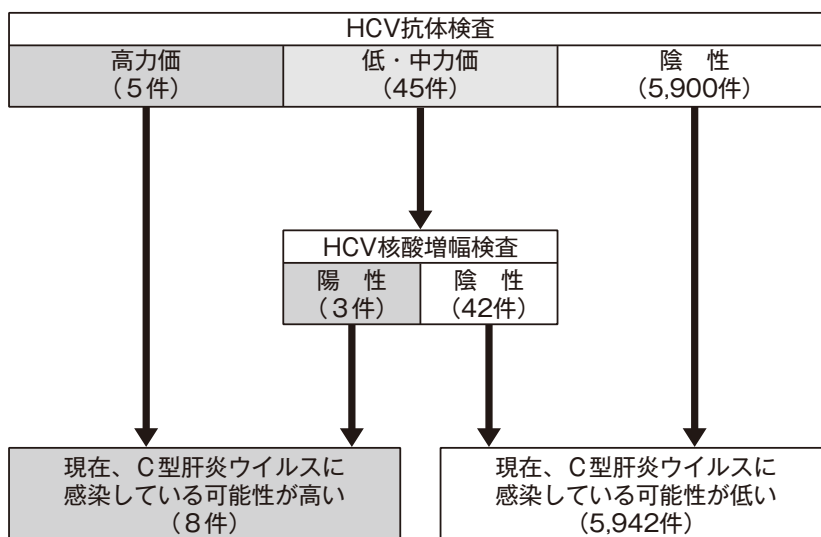 HCV抗体検査
高力価
（5件）
低・中力価
（45件）
陰　性
（5,900件）
HCV核酸増幅検査
陽　性
（3件）
陰　性
（42件）
現在、C型肝炎ウイルスに
感染している可能性が高い
（8件）
現在、C型肝炎ウイルスに
感染している可能性が低い
（5,942件）